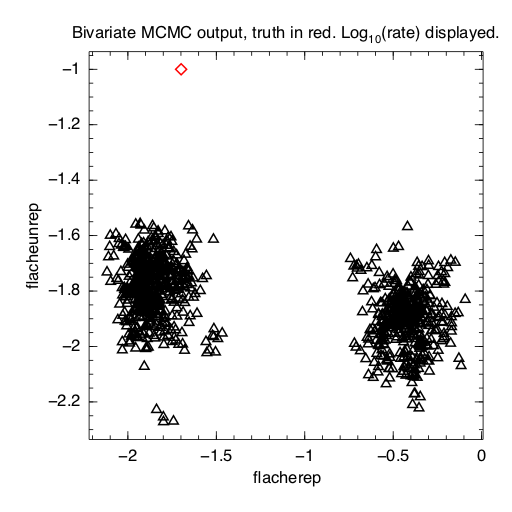 Bivariate MCMC output, truth in red. Log10(rate) displayed.
−1
−1.2
−1.4
−1.6
−1.8
−2
−2.2
flacheunrep
−2 −1.5 −1 −0.5 0
flacherep